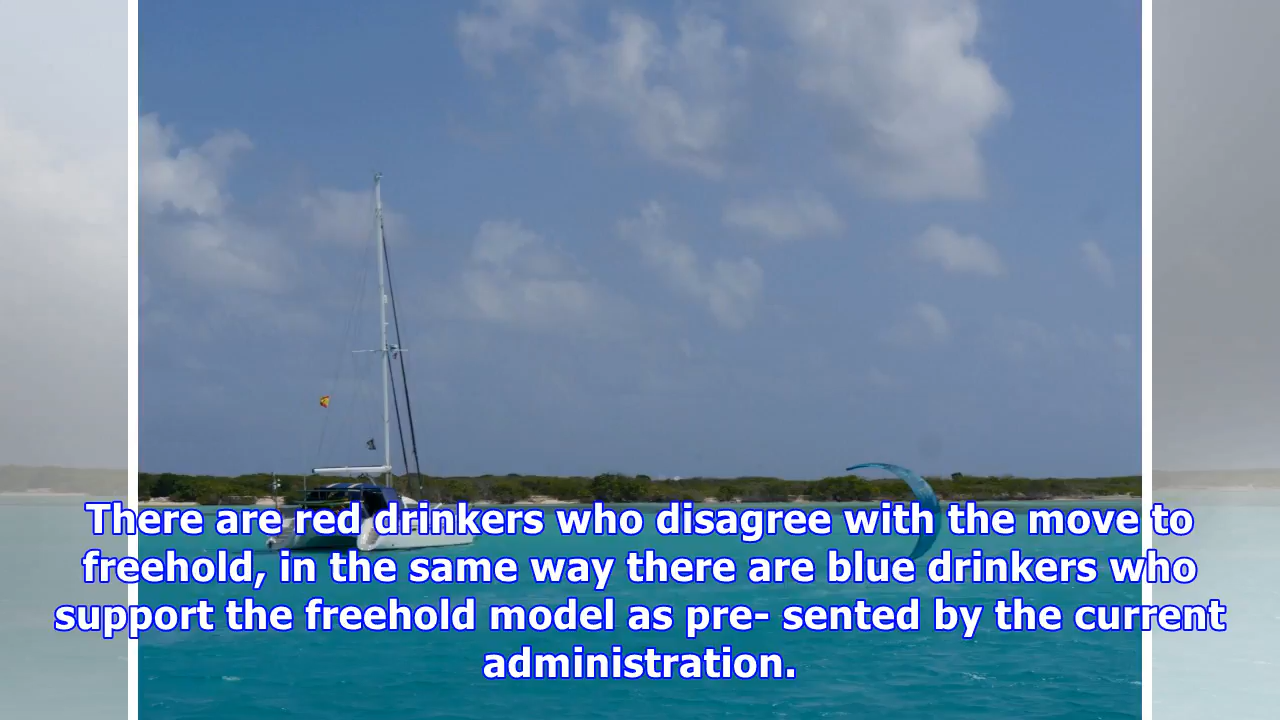 There are red drinkers who disagree with the move to
freehold, in the same way there are blue drinkers who
support the freehold model as pre- sented by the current
administration.